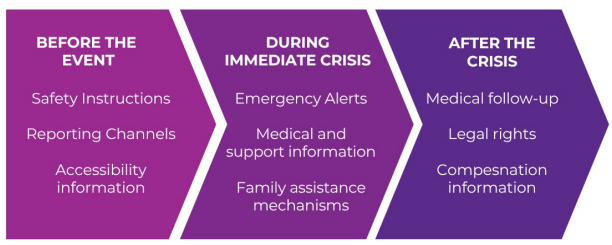 BEFORE THE
EVENT
Safety Instructions
Reporting Channels
Accessibility
information
DURING
IMMEDIATE CRISIS
Emergency Alerts
Medical and
support information
Family assistance
mechanisms
AFTER THE
CRISIS
Medical follow-up
Legal rights
Compesnation
information